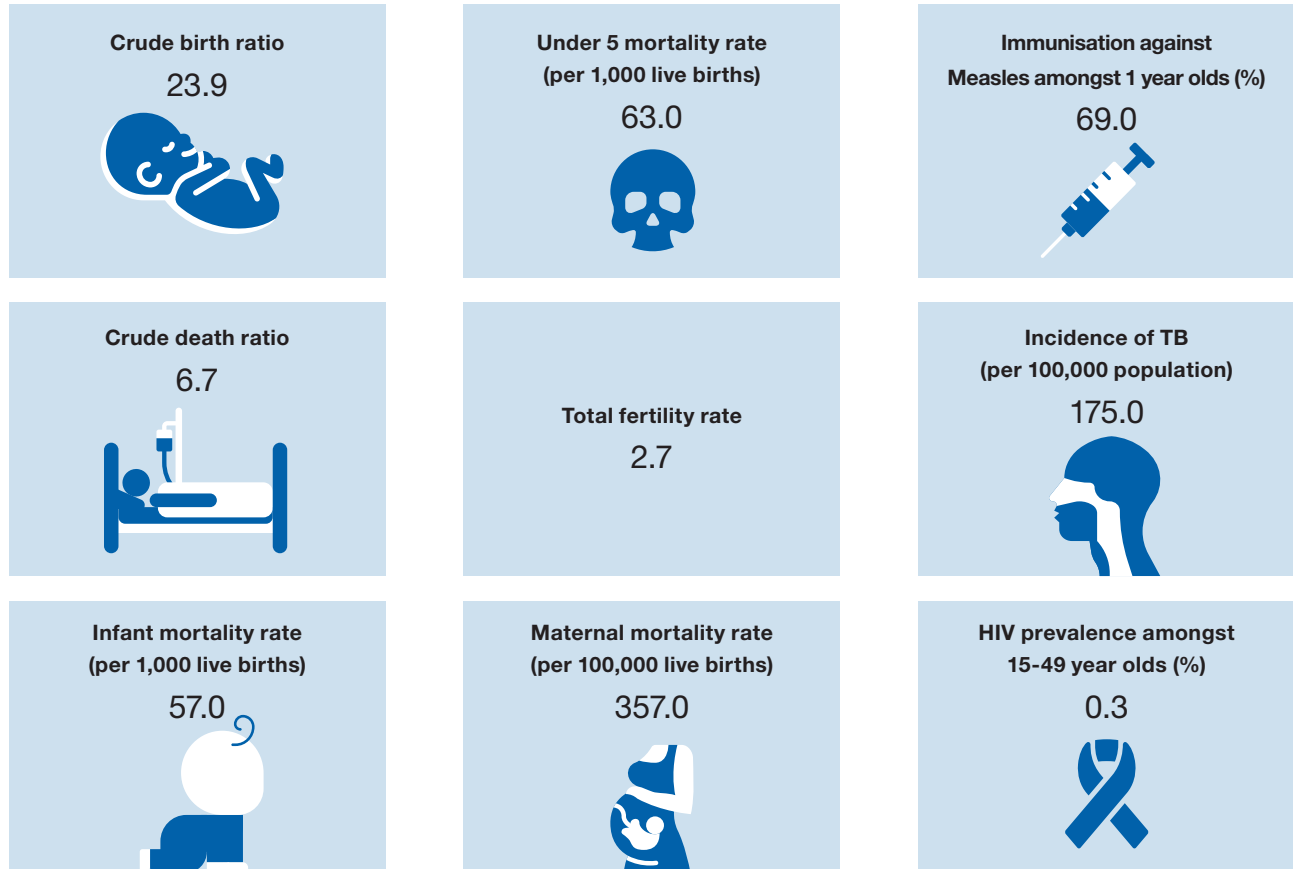 Crude birth ratio
23.9
Under 5 mortality rate
(per 1,000 live births)
63.0
Immunisation against
Measles amongst 1 year olds (%)
69.0
Crude death ratio
6.7
Total fertility rate
2.7
Incidence of TB
(per 100,000 population)
175.0
Infant mortality rate
(per 1,000 live births)
57.0
Maternal mortality rate
(per 100,000 live births)
357.0
HIV prevalence amongst
15-49 year olds (%)
0.3